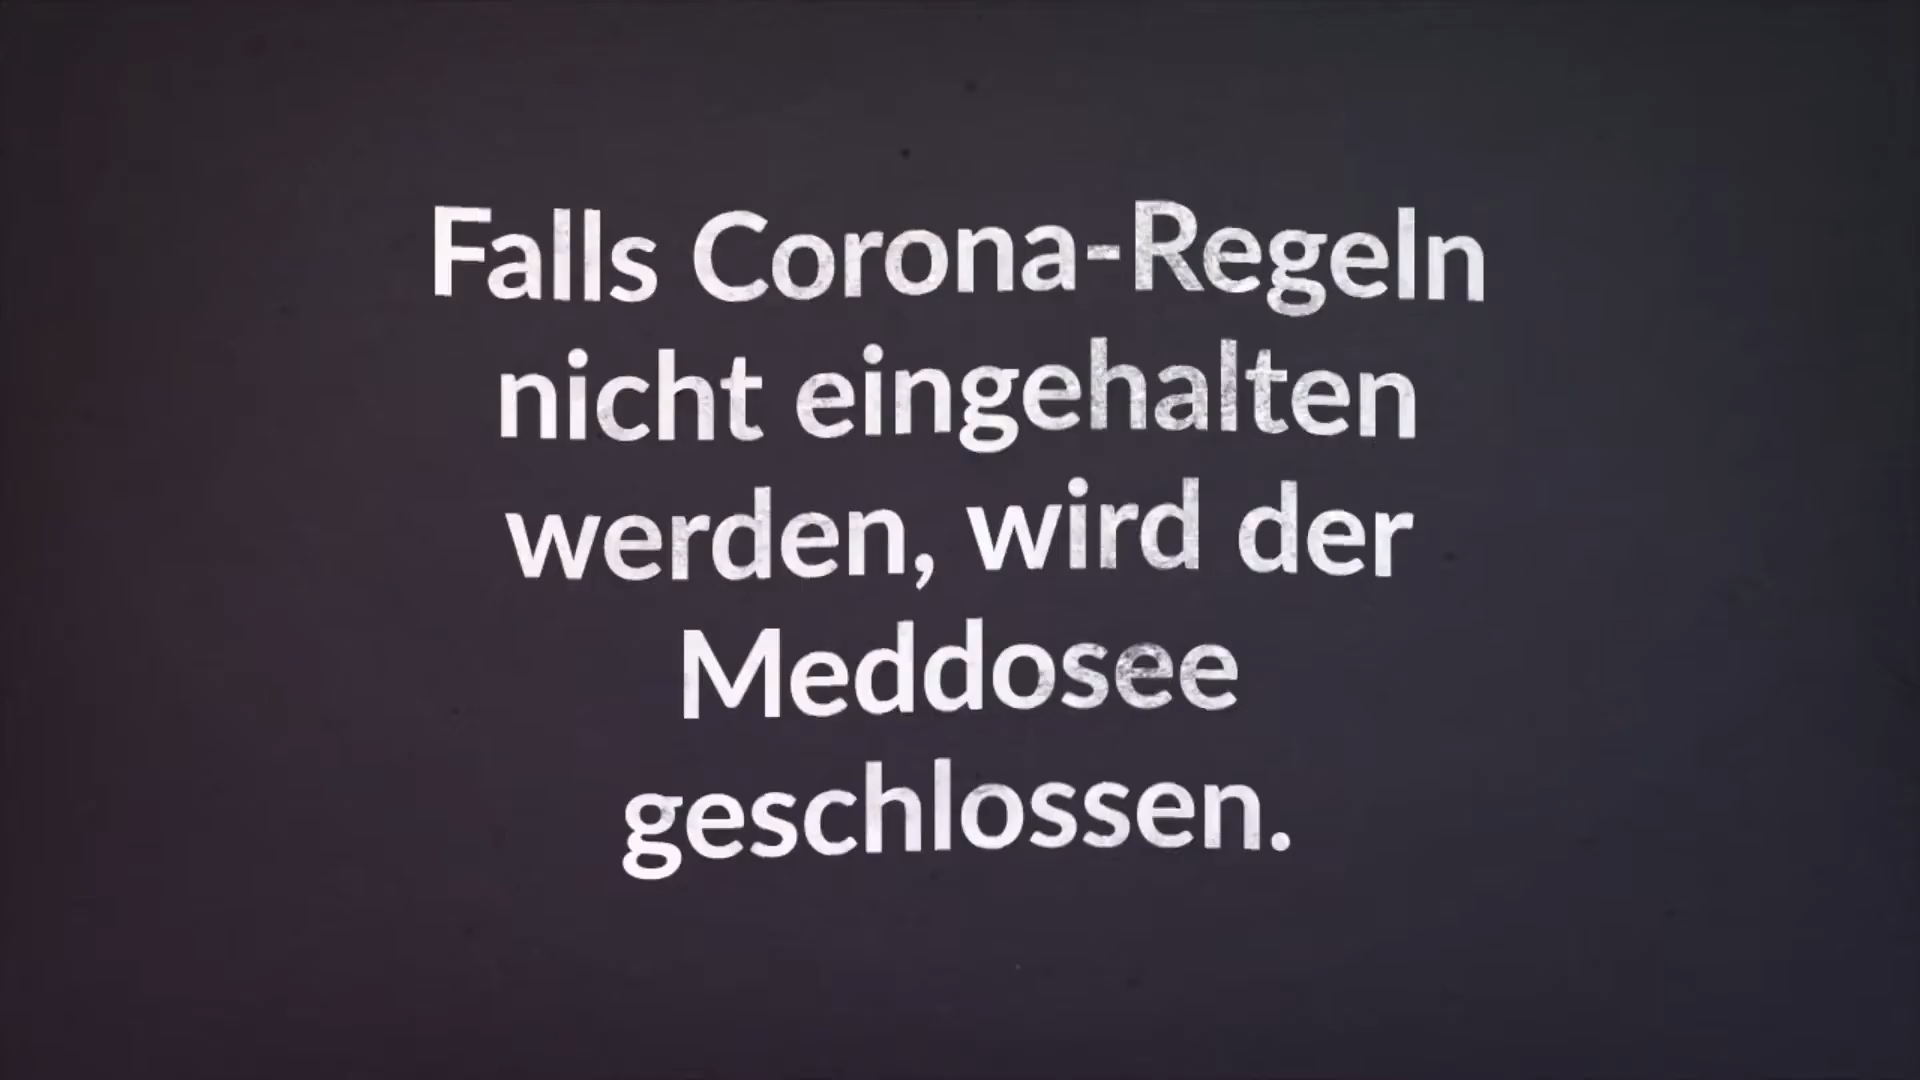 Falls Corona-Regeln
nicht eingehalten
werden, wird der
Meddosee
geschlossen.